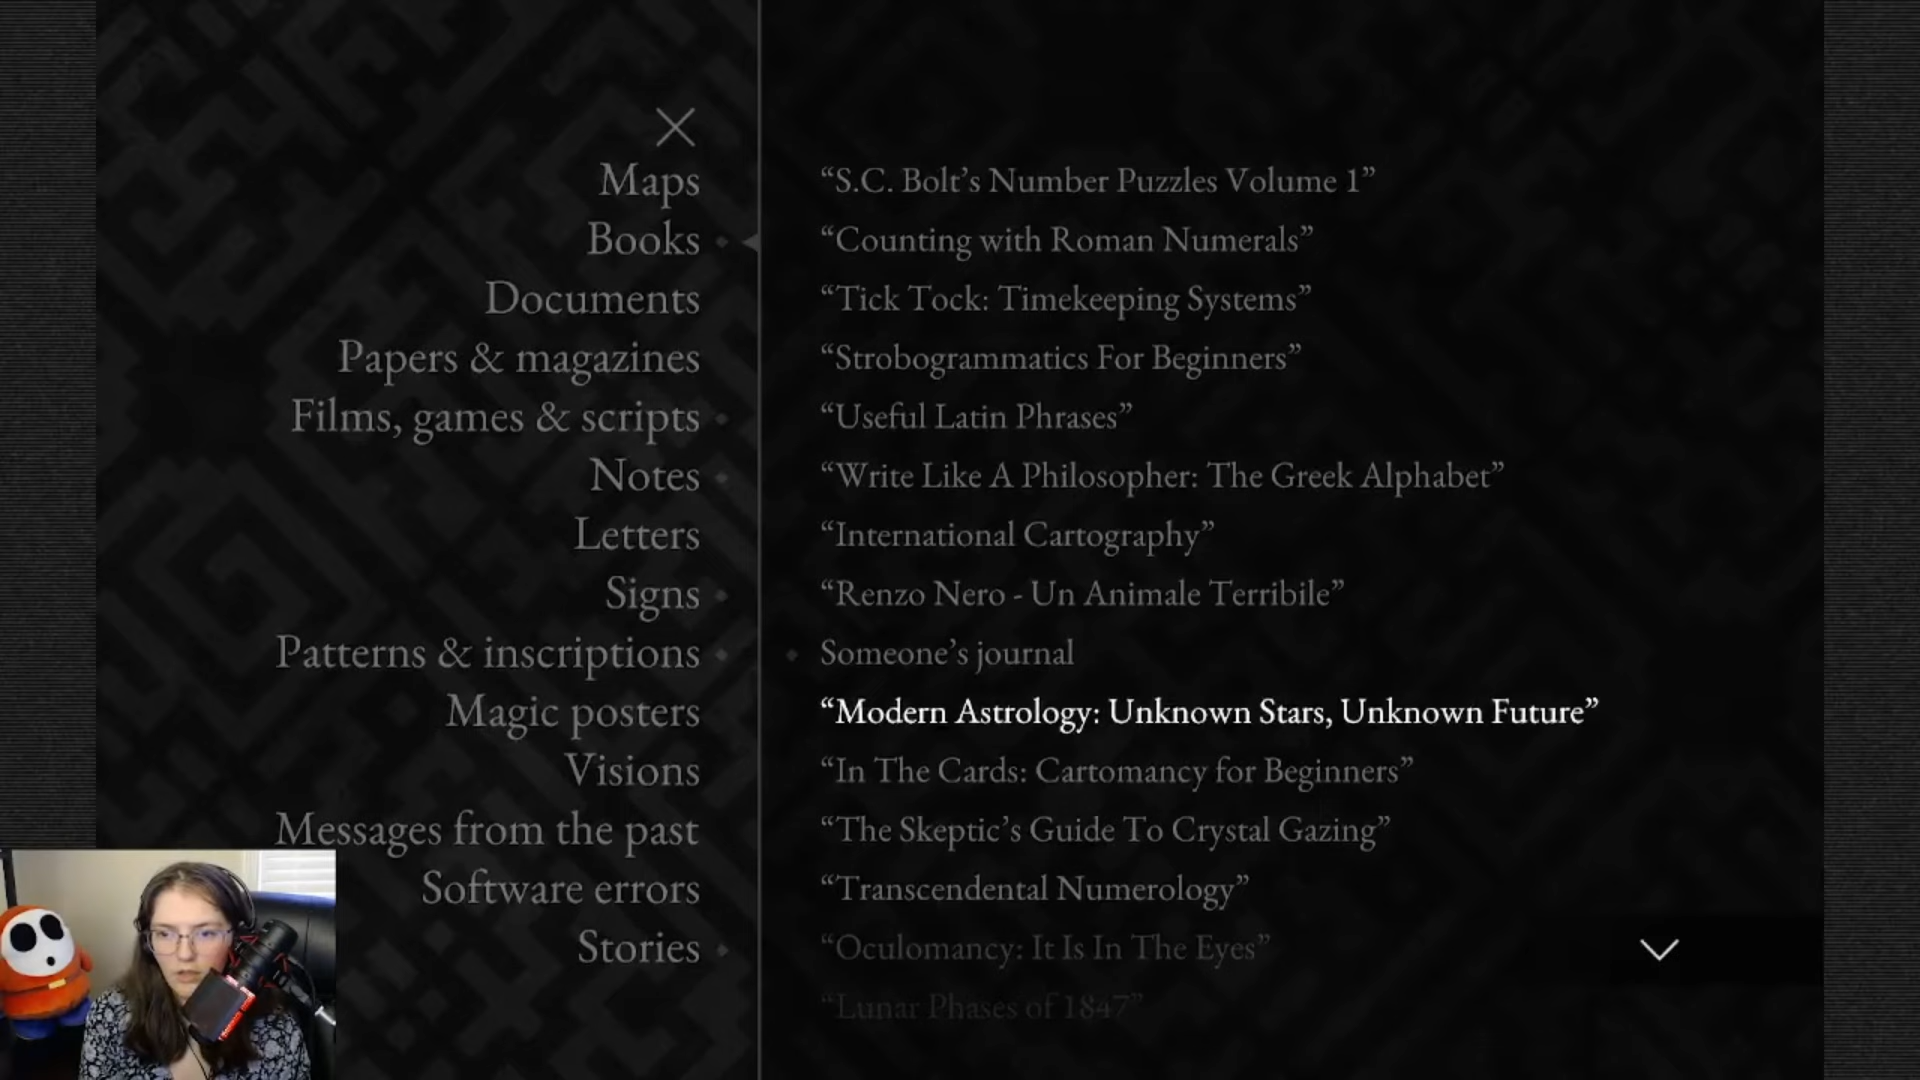 Maps
Books
Documents
Papers & magazines
Films, games & scripts
Notes
Letters
Signs
Patterns & inscriptions
Magic posters
Visions
Messages from the past
Software errors
Stories
“S.C. Bolt’s Number Puzzles Volume 1”
“Counting with Roman Numerals”
“Tick Tock: Timekeeping Systems”
“Strobogrammatics For Beginners”
“Useful Latin Phrases”
“Write Like A Philosopher: The Greek Alphabet”
“International Cartography”
“Renzo Nero - Un Animale Terribile”
Someone’s journal
“Modern Astrology: Unknown Stars, Unknown Future”
“In The Cards: Cartomancy for Beginners”
“The Skeptic’s Guide To Crystal Gazing”
“Transcendental Numerology”
“Oculomancy: It Is In The Eyes”
“Lunar Phases of 1847”